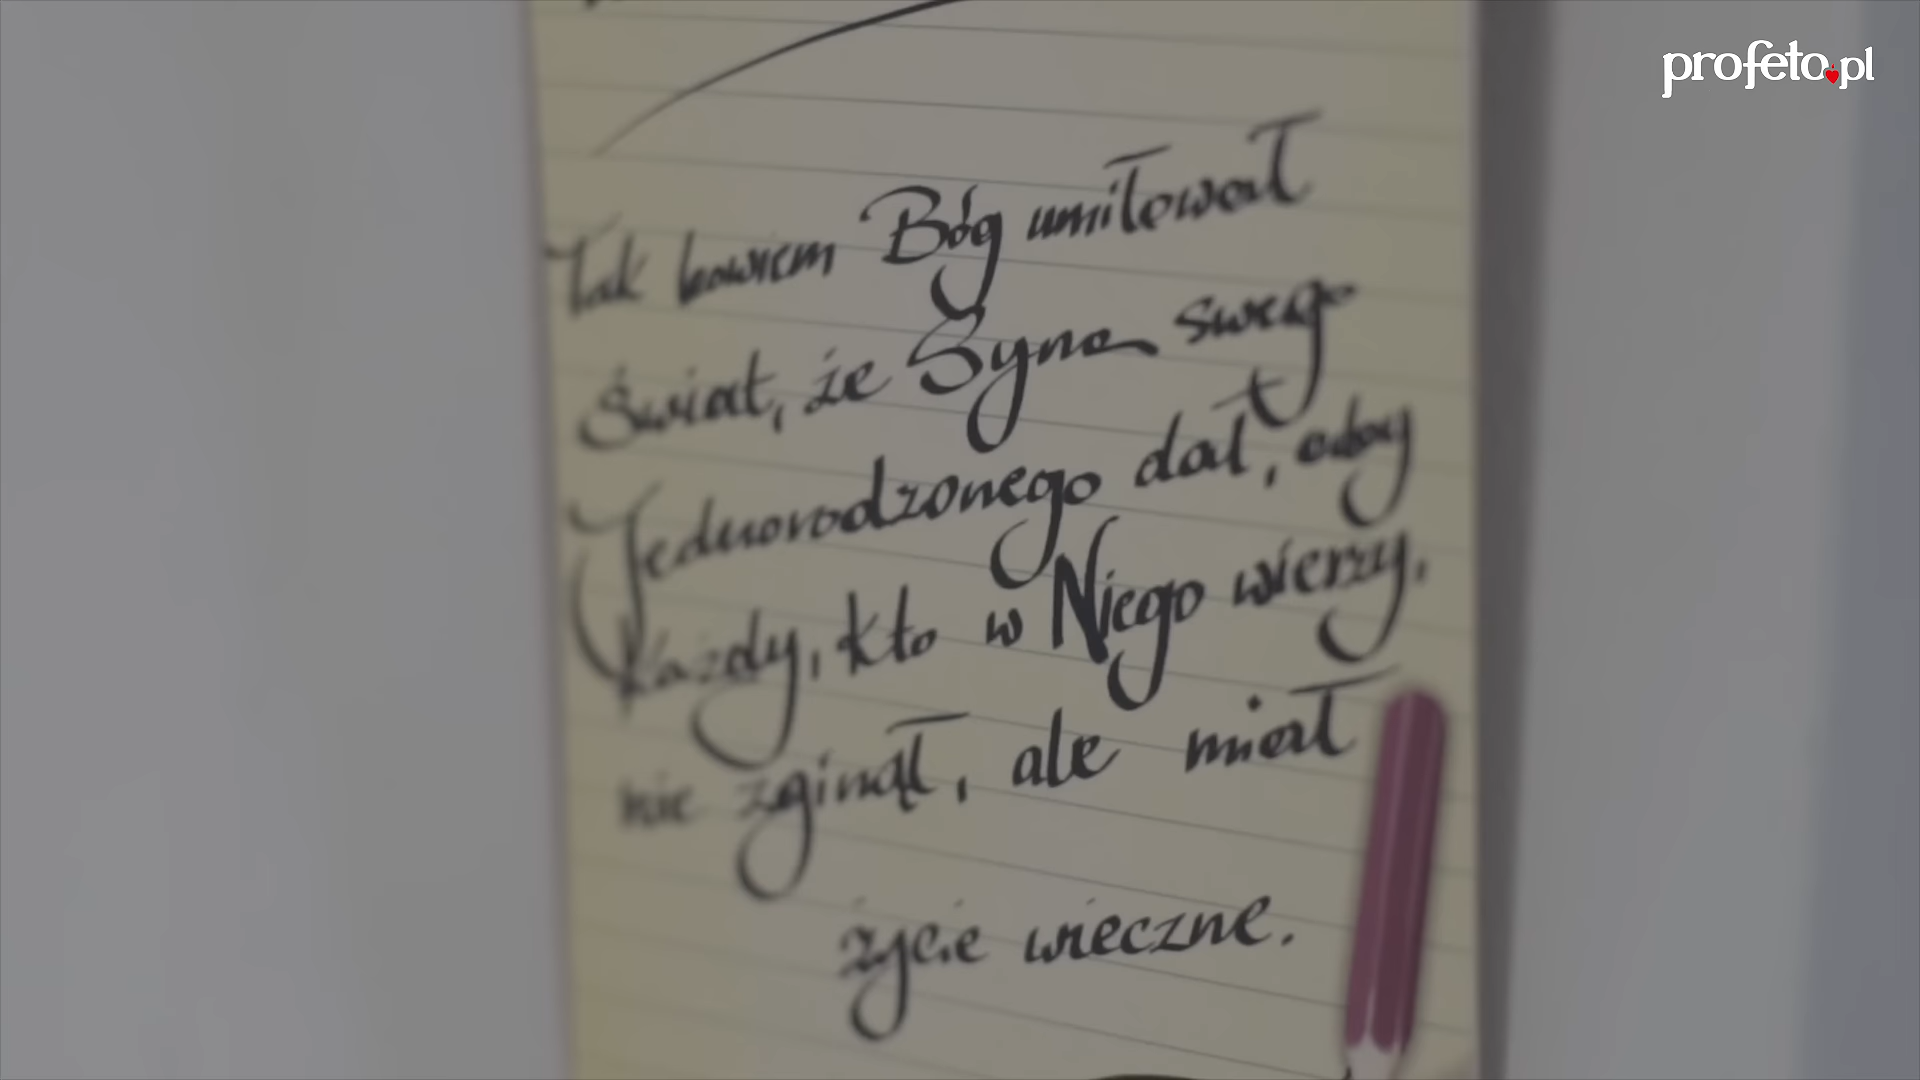 profeto.pl
Tak bowiem Bóg umiłował
świat, że Syna swego
Jednorodzonego dał, aby
każdy, kto w Niego wierzy,
nie zginął, ale miał
życie wieczne.